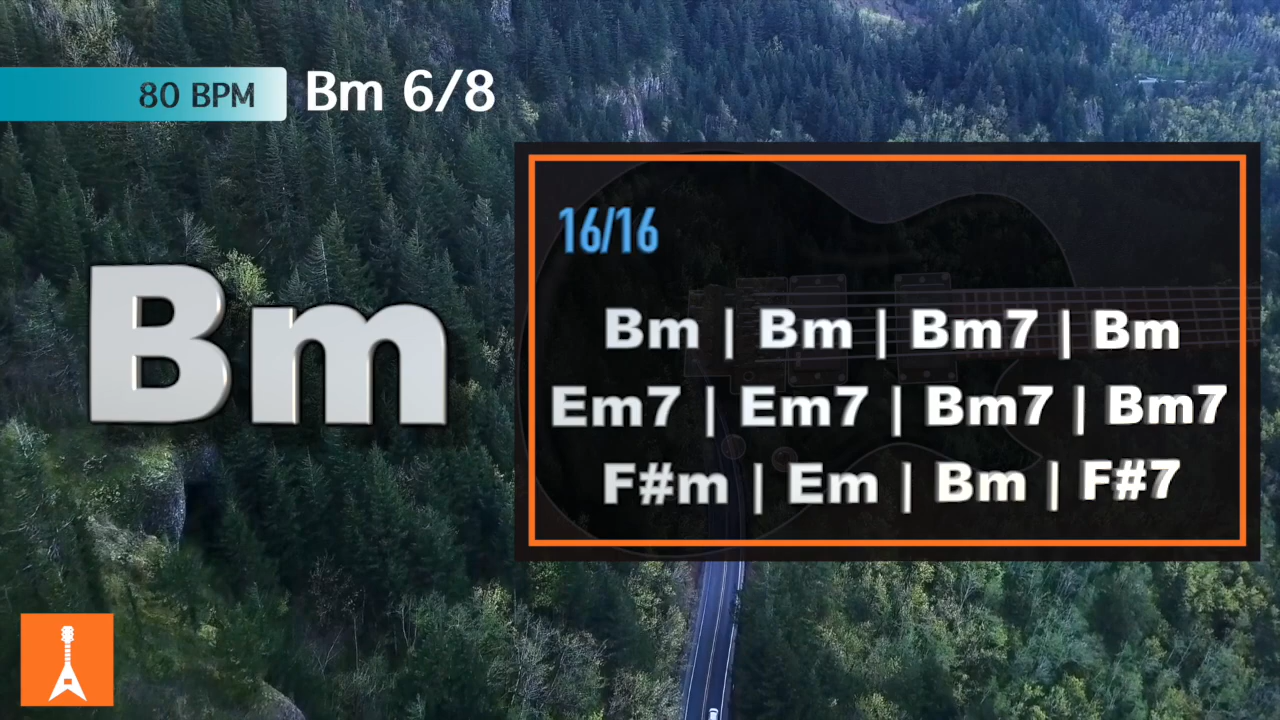 80 BPM
Bm 6/8
16/16
Bm
Bm | Bm | Bm7 | Bm
Em7 | Em7 | Bm7 | Bm7
F#m | Em | Bm | F#7